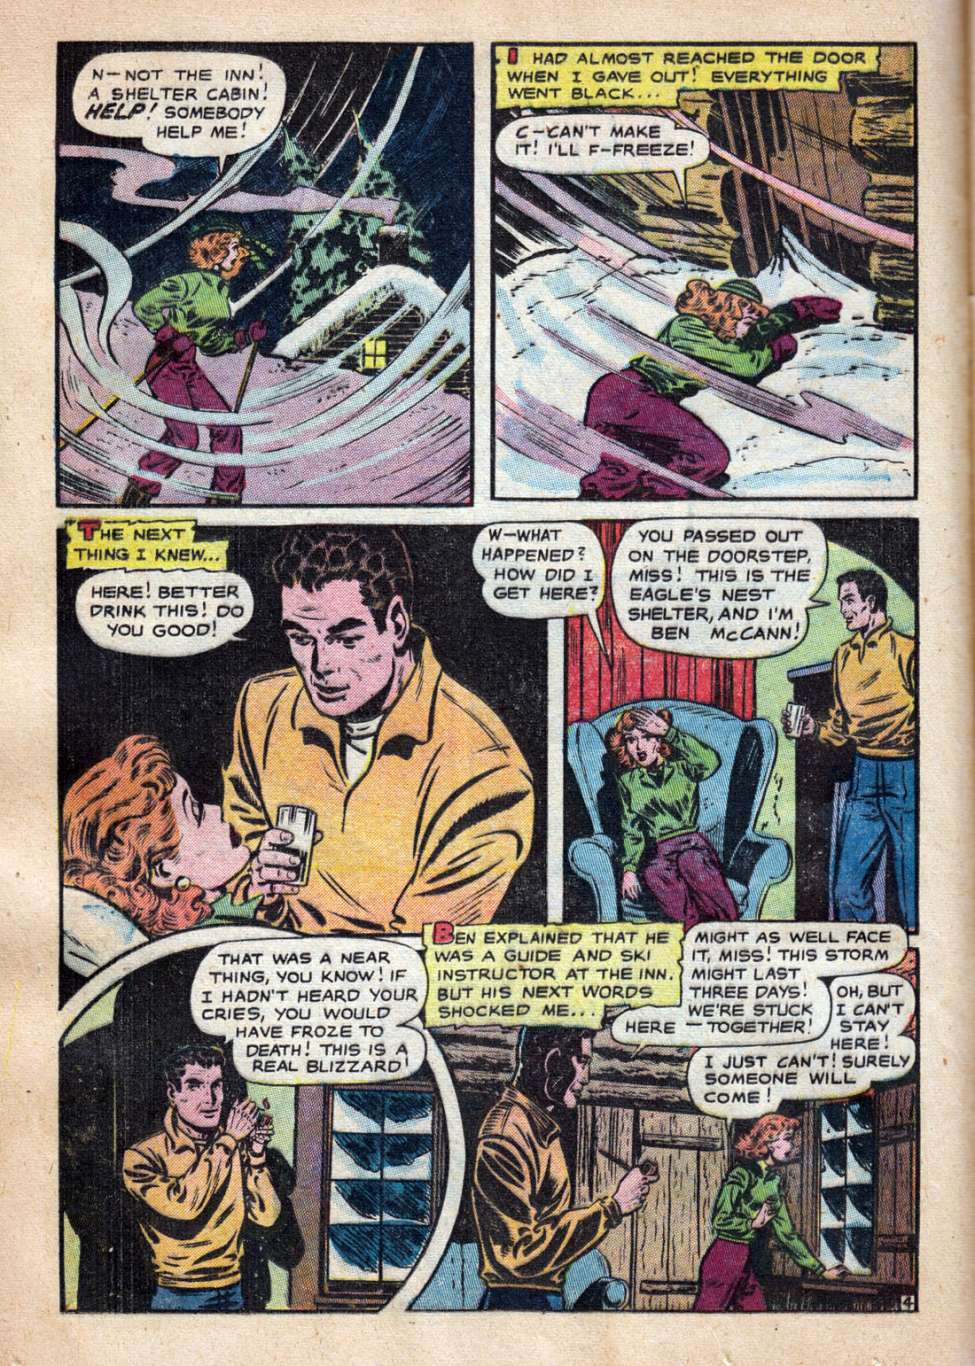 N—NOT THE INN!
A SHELTER CABIN!
HELP! SOMEBODY
HELP ME!
I HAD ALMOST REACHED THE DOOR
WHEN I GAVE OUT! EVERYTHING
WENT BLACK...
C-CAN'T MAKE
IT! I'LL F-FREEZE!
THE NEXT
THING I KNEW...
HERE! BETTER
DRINK THIS! DO
YOU GOOD!
W-WHAT
HAPPENED?
HOW DID I
GET HERE?
YOU PASSED OUT
ON THE DOORSTEP,
MISS! THIS IS THE
EAGLE'S NEST
SHELTER, AND I'M
BEN McCANN!
THAT WAS A NEAR
THING, YOU KNOW! IF
I HADN'T HEARD YOUR
CRIES, YOU WOULD
HAVE FROZE TO
DEATH! THIS IS A
REAL BLIZZARD!
BEN EXPLAINED THAT HE
WAS A GUIDE AND SKI
INSTRUCTOR AT THE INN.
BUT HIS NEXT WORDS
SHOCKED ME...
MIGHT AS WELL FACE
IT, MISS! THIS STORM
MIGHT LAST
THREE DAYS!
WE'RE STUCK
HERE — TOGETHER!
OH, BUT
I CAN'T
STAY
HERE!
I JUST CAN'T! SURELY
SOMEONE WILL
COME!
4